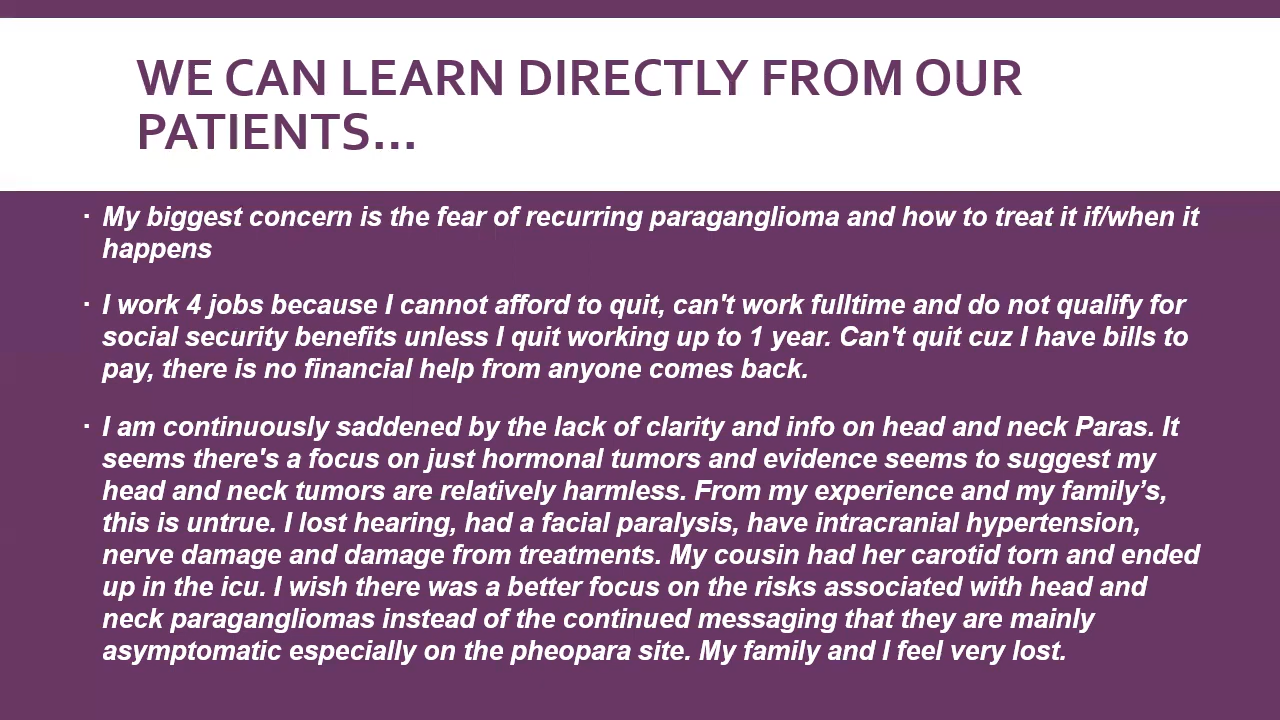 WE CAN LEARN DIRECTLY FROM OUR
PATIENTS...
· My biggest concern is the fear of recurring paraganglioma and how to treat it if/when it
happens
· I work 4 jobs because I cannot afford to quit, can't work fulltime and do not qualify for
social security benefits unless I quit working up to 1 year. Can't quit cuz I have bills to
pay, there is no financial help from anyone comes back.
· I am continuously saddened by the lack of clarity and info on head and neck Paras. It
seems there's a focus on just hormonal tumors and evidence seems to suggest my
head and neck tumors are relatively harmless. From my experience and my family’s,
this is untrue. I lost hearing, had a facial paralysis, have intracranial hypertension,
nerve damage and damage from treatments. My cousin had her carotid torn and ended
up in the icu. I wish there was a better focus on the risks associated with head and
neck paragangliomas instead of the continued messaging that they are mainly
asymptomatic especially on the pheopara site. My family and I feel very lost.